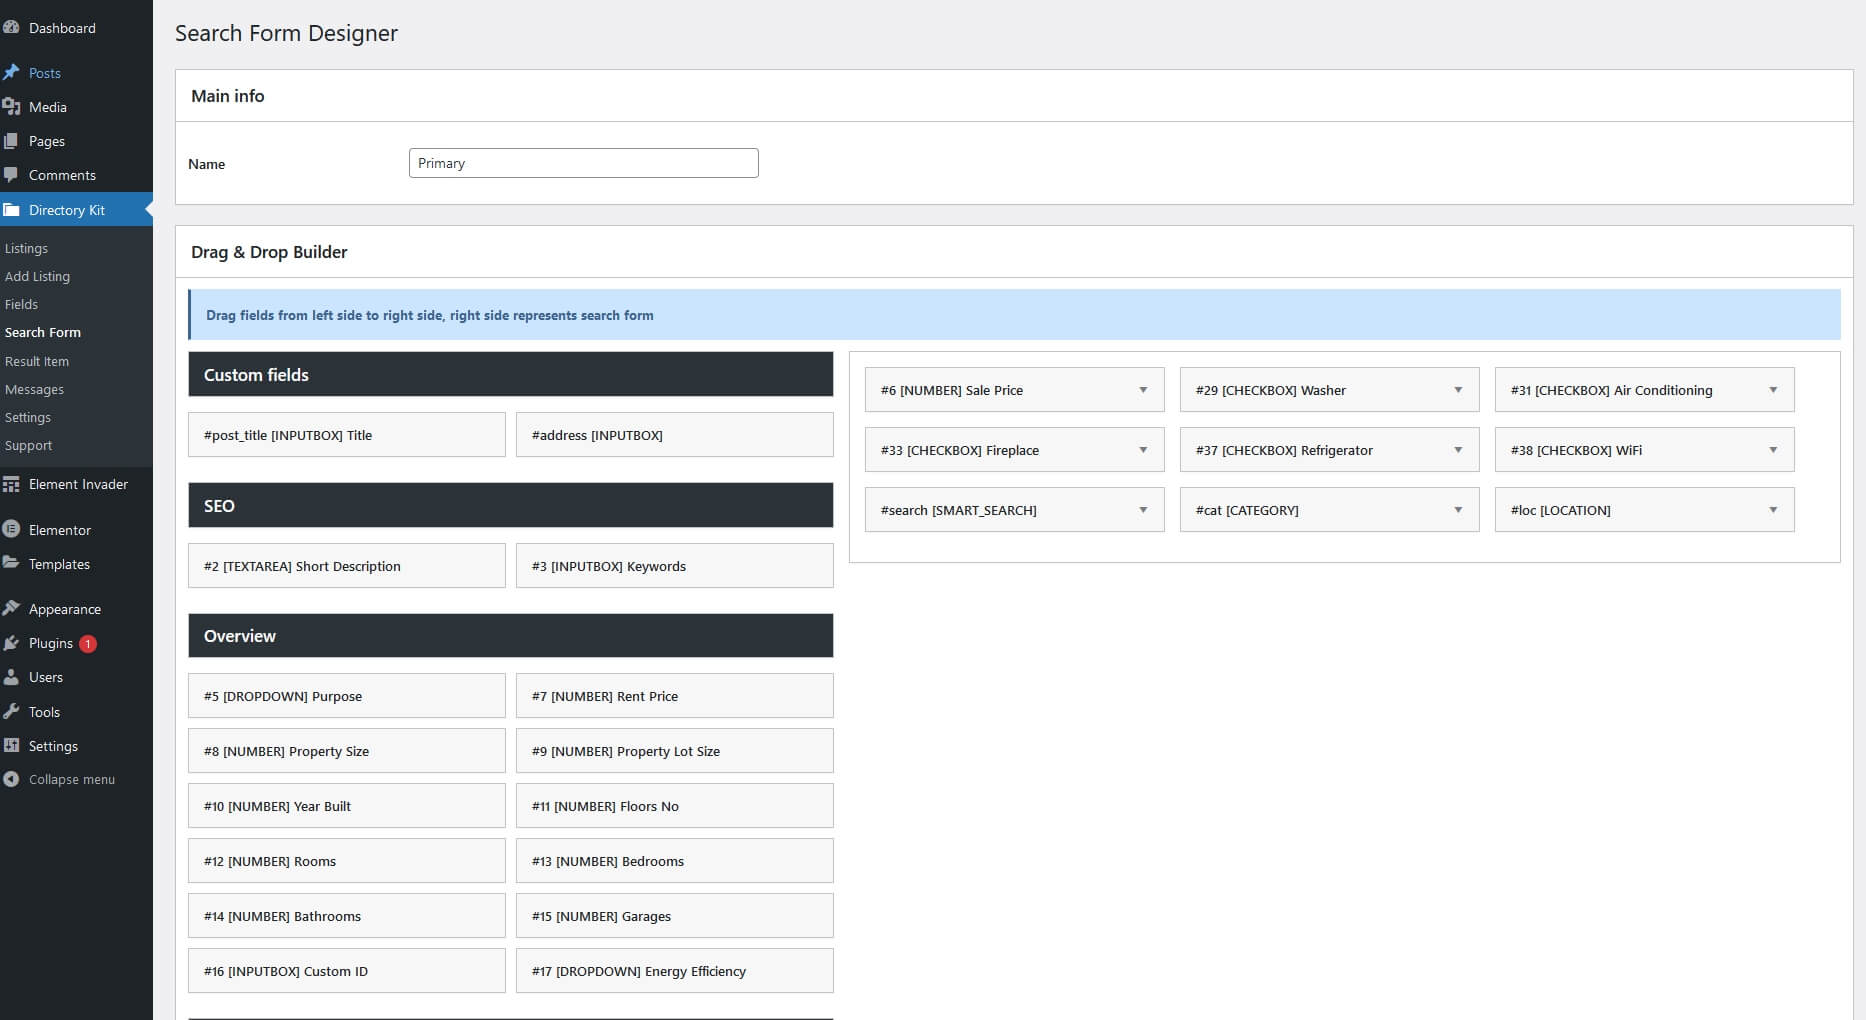 Dashboard
Posts
Media
Pages
Comments
Directory Kit
Listings
Add Listing
Fields
Search Form
Result Item
Messages
Settings
Support
Element Invader
Elementor
Templates
Appearance
Plugins 1
Users
Tools
Settings
Collapse menu
Search Form Designer
Main info
Name
Primary
Drag & Drop Builder
Drag fields from left side to right side, right side represents search form
Custom fields
#post_title [INPUTBOX] Title
#address [INPUTBOX]
SEO
#2 [TEXTAREA] Short Description
#3 [INPUTBOX] Keywords
Overview
#5 [DROPDOWN] Purpose
#7 [NUMBER] Rent Price
#8 [NUMBER] Property Size
#9 [NUMBER] Property Lot Size
#10 [NUMBER] Year Built
#11 [NUMBER] Floors No
#12 [NUMBER] Rooms
#13 [NUMBER] Bedrooms
#14 [NUMBER] Bathrooms
#15 [NUMBER] Garages
#16 [INPUTBOX] Custom ID
#17 [DROPDOWN] Energy Efficiency
#6 [NUMBER] Sale Price
#29 [CHECKBOX] Washer
#31 [CHECKBOX] Air Conditioning
#33 [CHECKBOX] Fireplace
#37 [CHECKBOX] Refrigerator
#38 [CHECKBOX] WiFi
#search [SMART_SEARCH]
#cat [CATEGORY]
#loc [LOCATION]